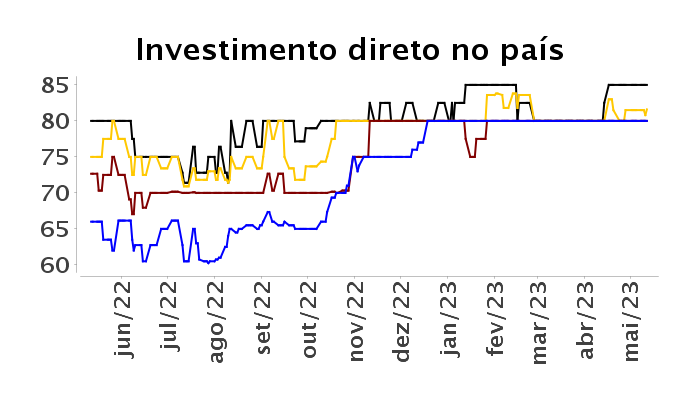 Investimento direto no país
85
80
75
70
65
60
jun/22
jul/22
ago/22
set/22
out/22
nov/22
dez/22
jan/23
fev/23
mar/23
abr/23
mai/23